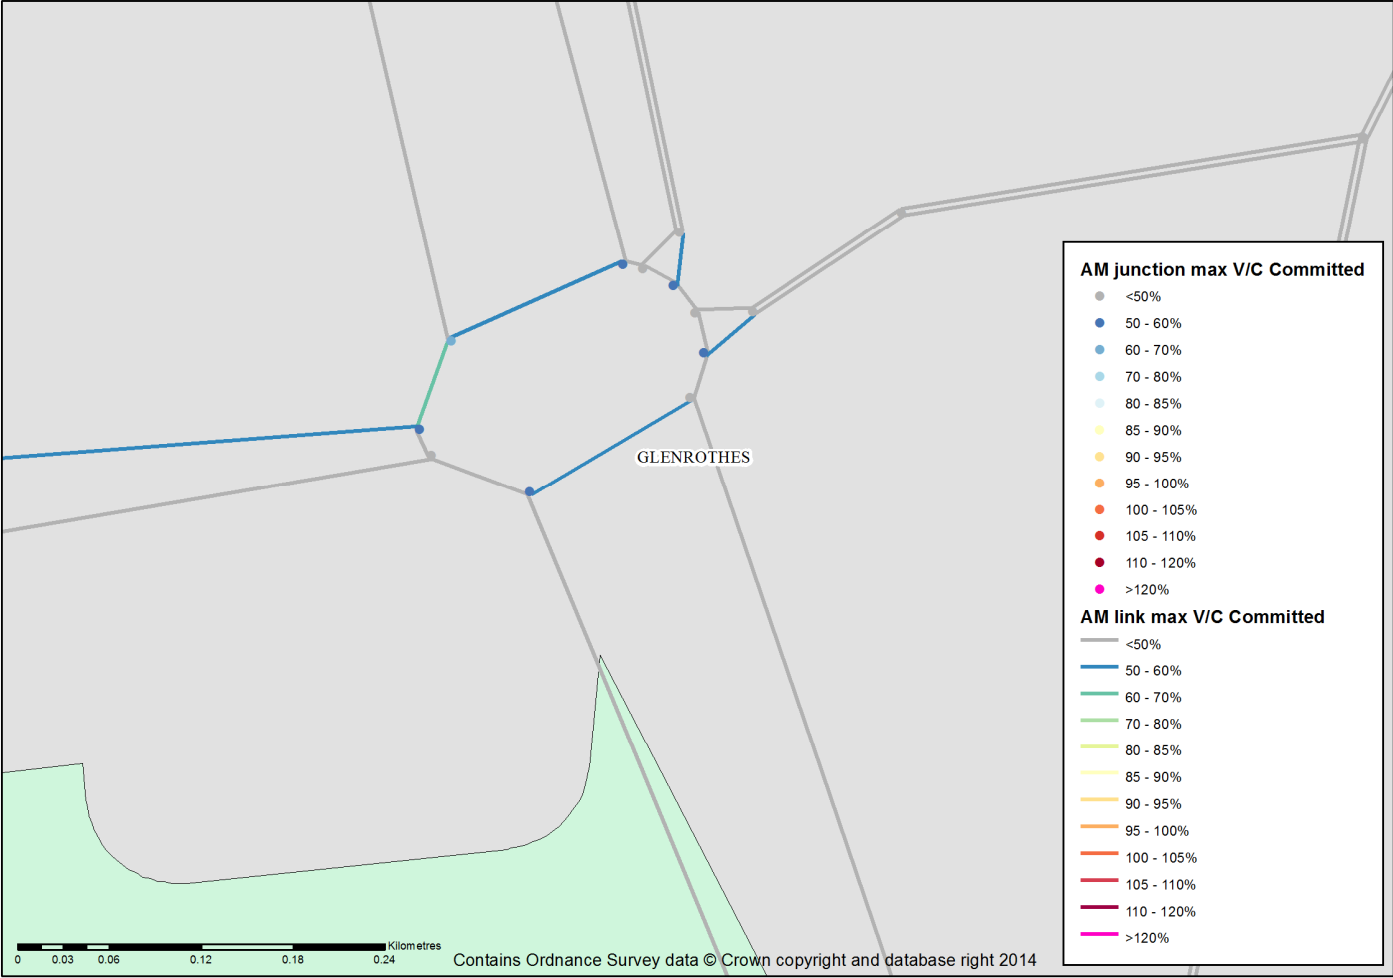 GLENROTHES
AM junction max V/C Committed
<50%
50 - 60%
60 - 70%
70 - 80%
80 - 85%
85 - 90%
90 - 95%
95 - 100%
100 - 105%
105 - 110%
110 - 120%
>120%
AM link max V/C Committed
<50%
50 - 60%
60 - 70%
70 - 80%
80 - 85%
85 - 90%
90 - 95%
95 - 100%
100 - 105%
105 - 110%
110 - 120%
>120%
Kilometres
0 0.03 0.06 0.12 0.18 0.24
Contains Ordnance Survey data © Crown copyright and database right 2014